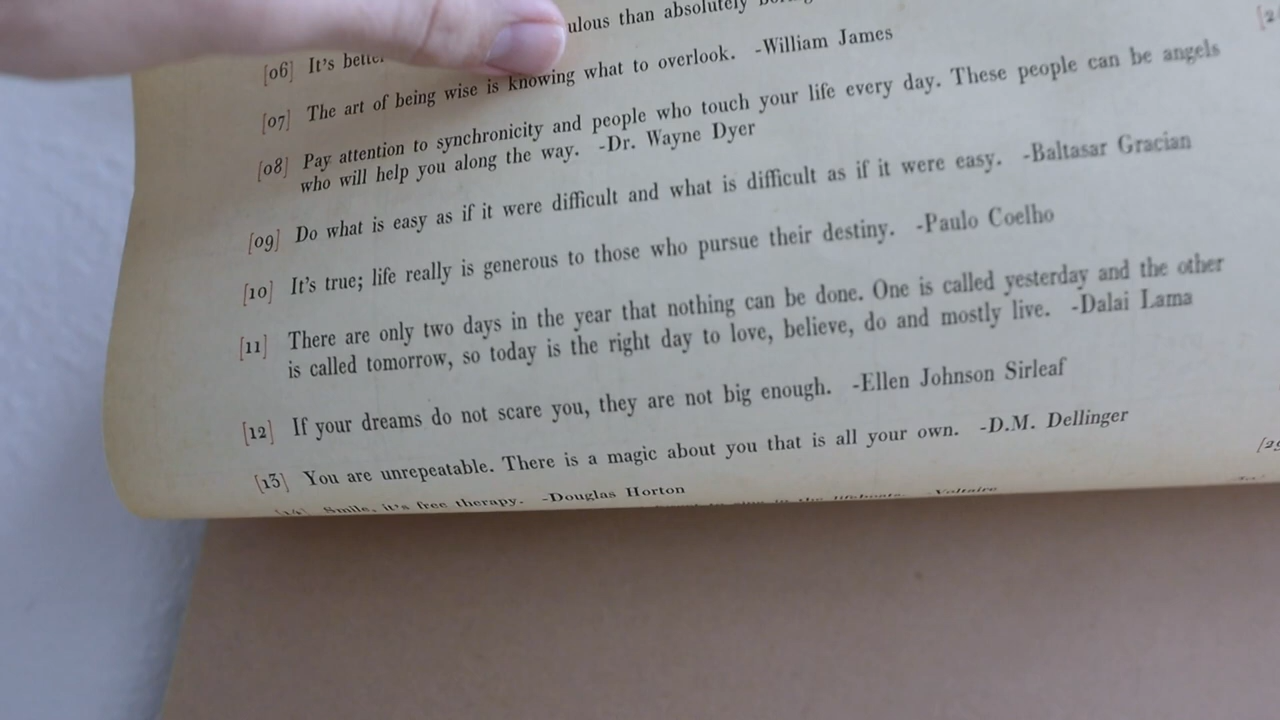 ulous than absolutely
[06] It's better
[07] The art of being wise is knowing what to overlook. -William James
[08] Pay attention to synchronicity and people who touch your life every day. These people can be angels
who will help you along the way. -Dr. Wayne Dyer
[09] Do what is easy as if it were difficult and what is difficult as if it were easy. -Baltasar Gracian
[10] It's true; life really is generous to those who pursue their destiny. -Paulo Coelho
[11] There are only two days in the year that nothing can be done. One is called yesterday and the other
is called tomorrow, so today is the right day to love, believe, do and mostly live. -Dalai Lama
[12] If your dreams do not scare you, they are not big enough. -Ellen Johnson Sirleaf
[13] You are unrepeatable. There is a magic about you that is all your own. -D.M. Dellinger
[14] Smile, it's free therapy. -Douglas Horton
in the lifeboats. Voltaire